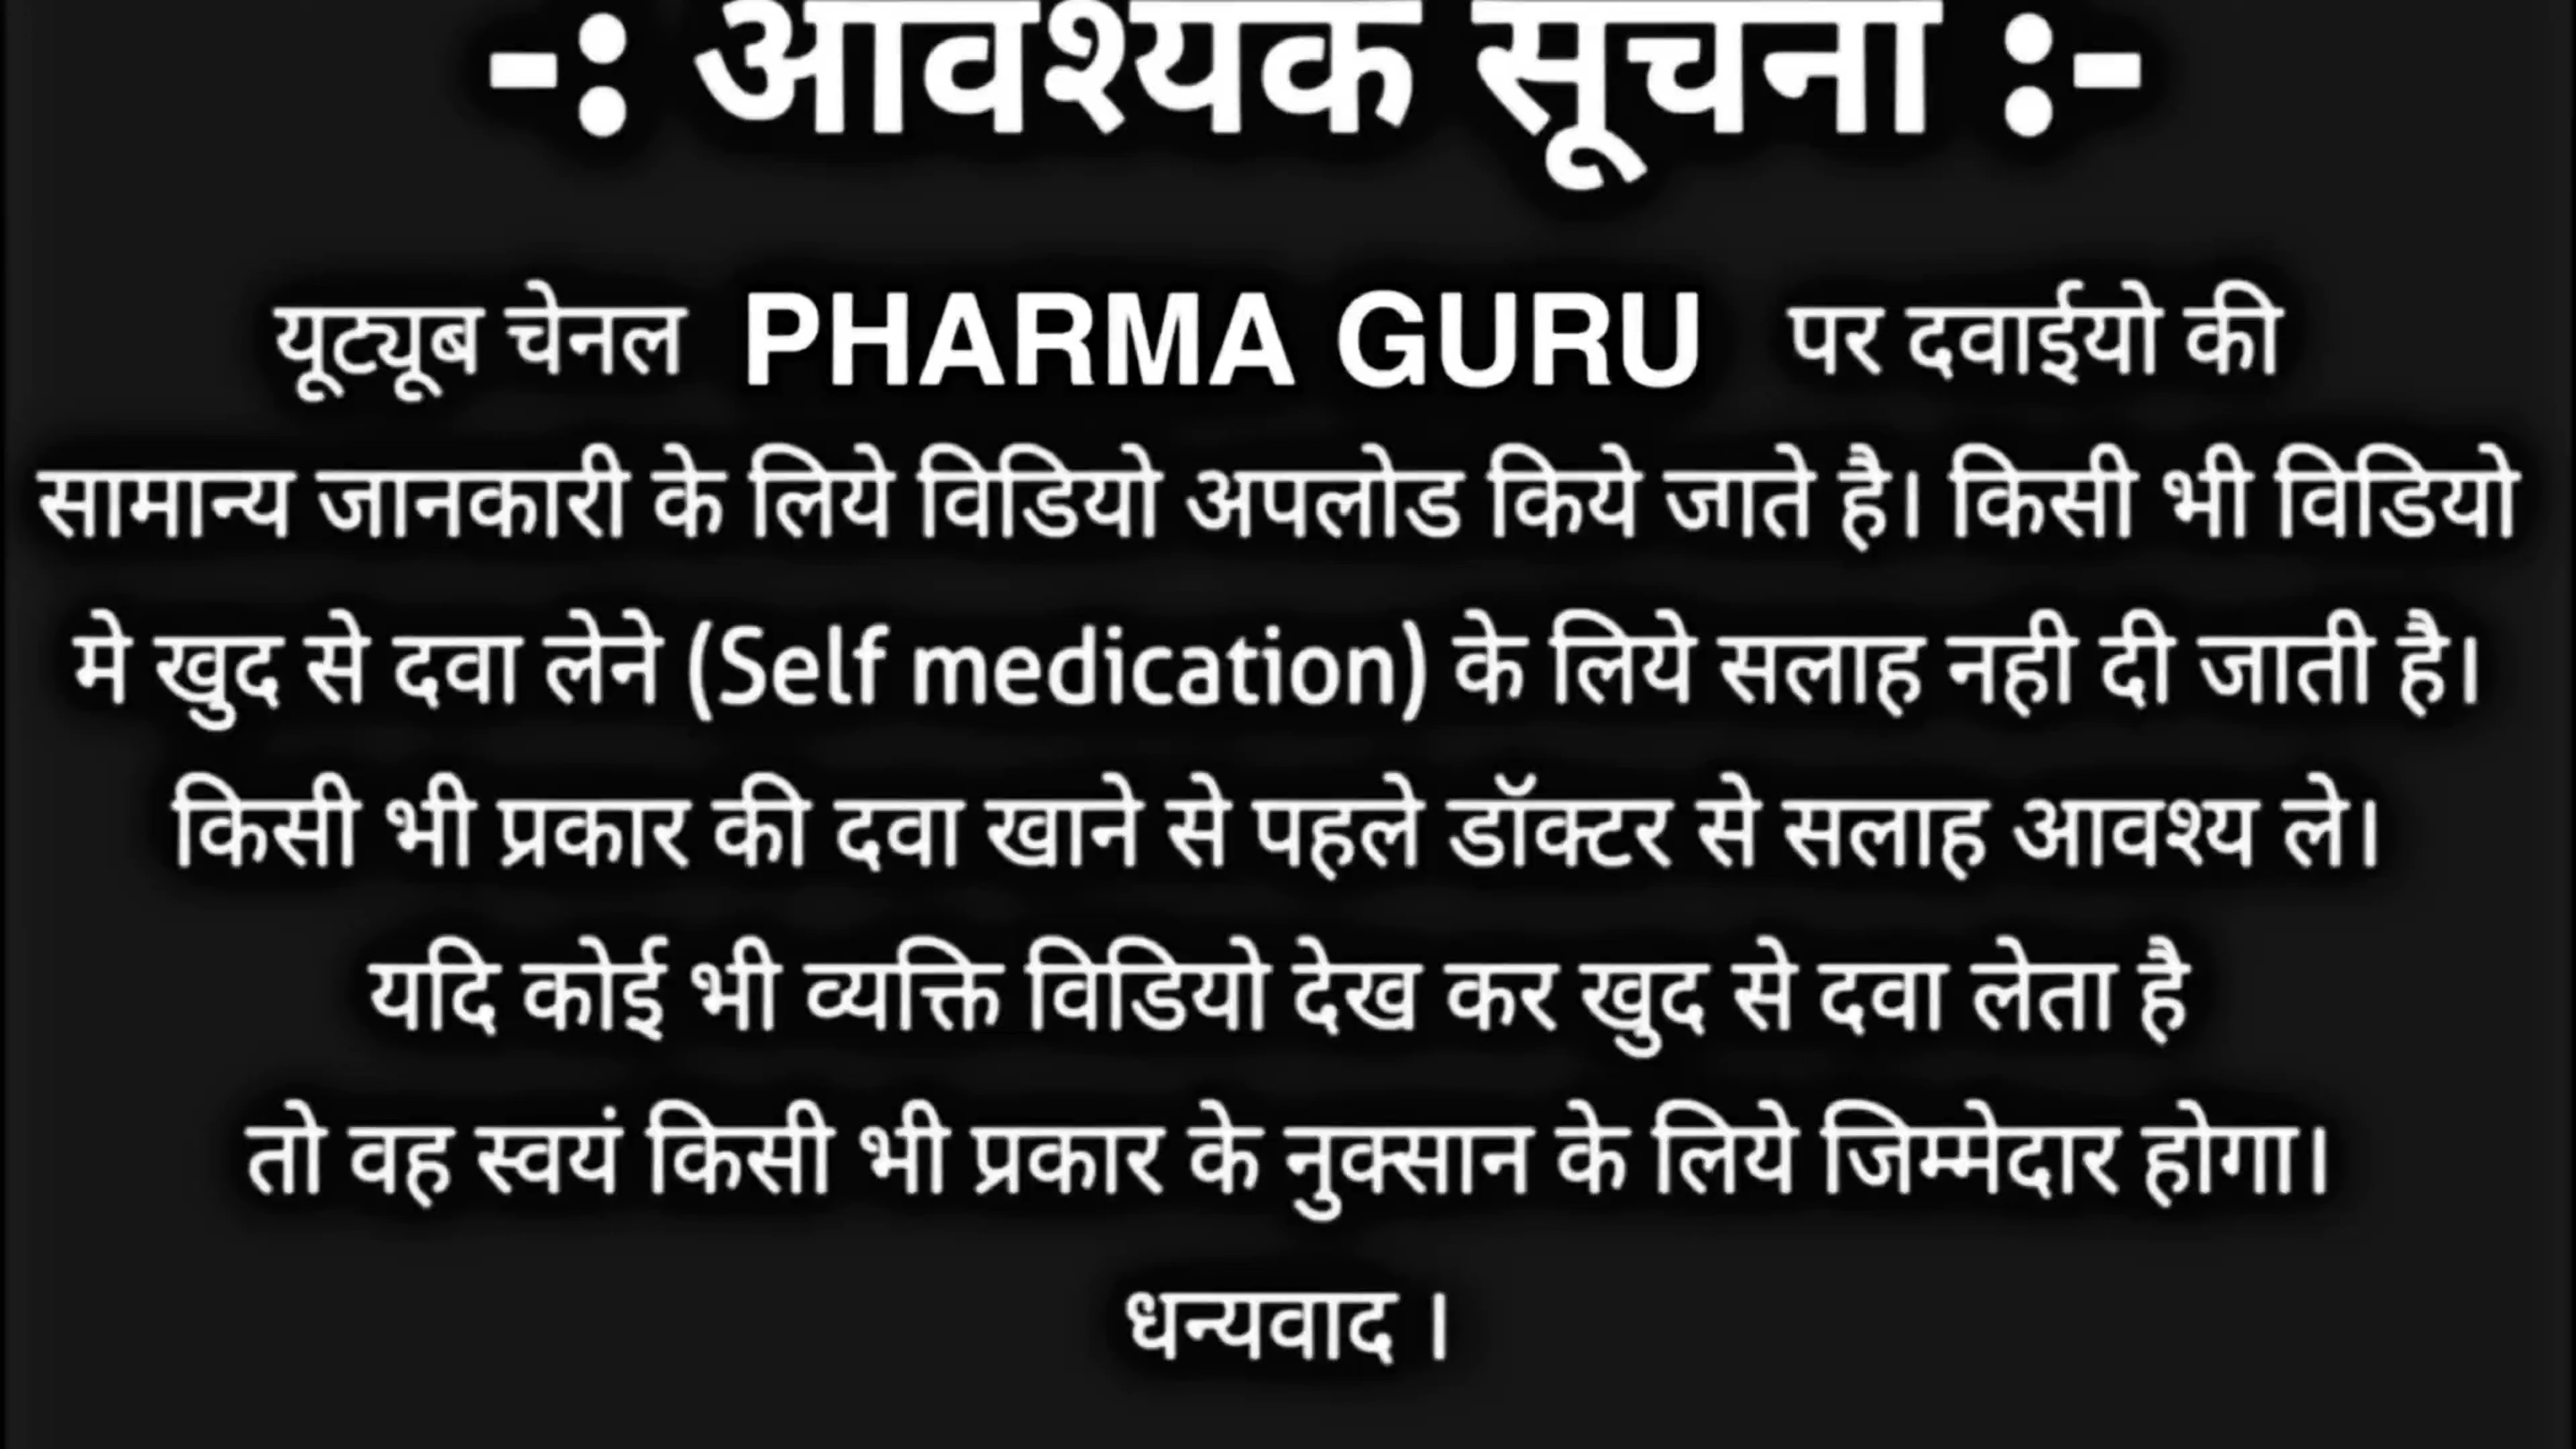 -: आवश्यक सूचना :-
यूट्यूब चेनल PHARMA GURU पर दवाईयो की
सामान्य जानकारी के लिये विडियो अपलोड किये जाते है। किसी भी विडियो
मे खुद से दवा लेने (Self medication) के लिये सलाह नही दी जाती है।
किसी भी प्रकार की दवा खाने से पहले डॉक्टर से सलाह आवश्य ले।
यदि कोई भी व्यक्ति विडियो देख कर खुद से दवा लेता है
तो वह स्वयं किसी भी प्रकार के नुक्सान के लिये जिम्मेदार होगा।
धन्यवाद ।